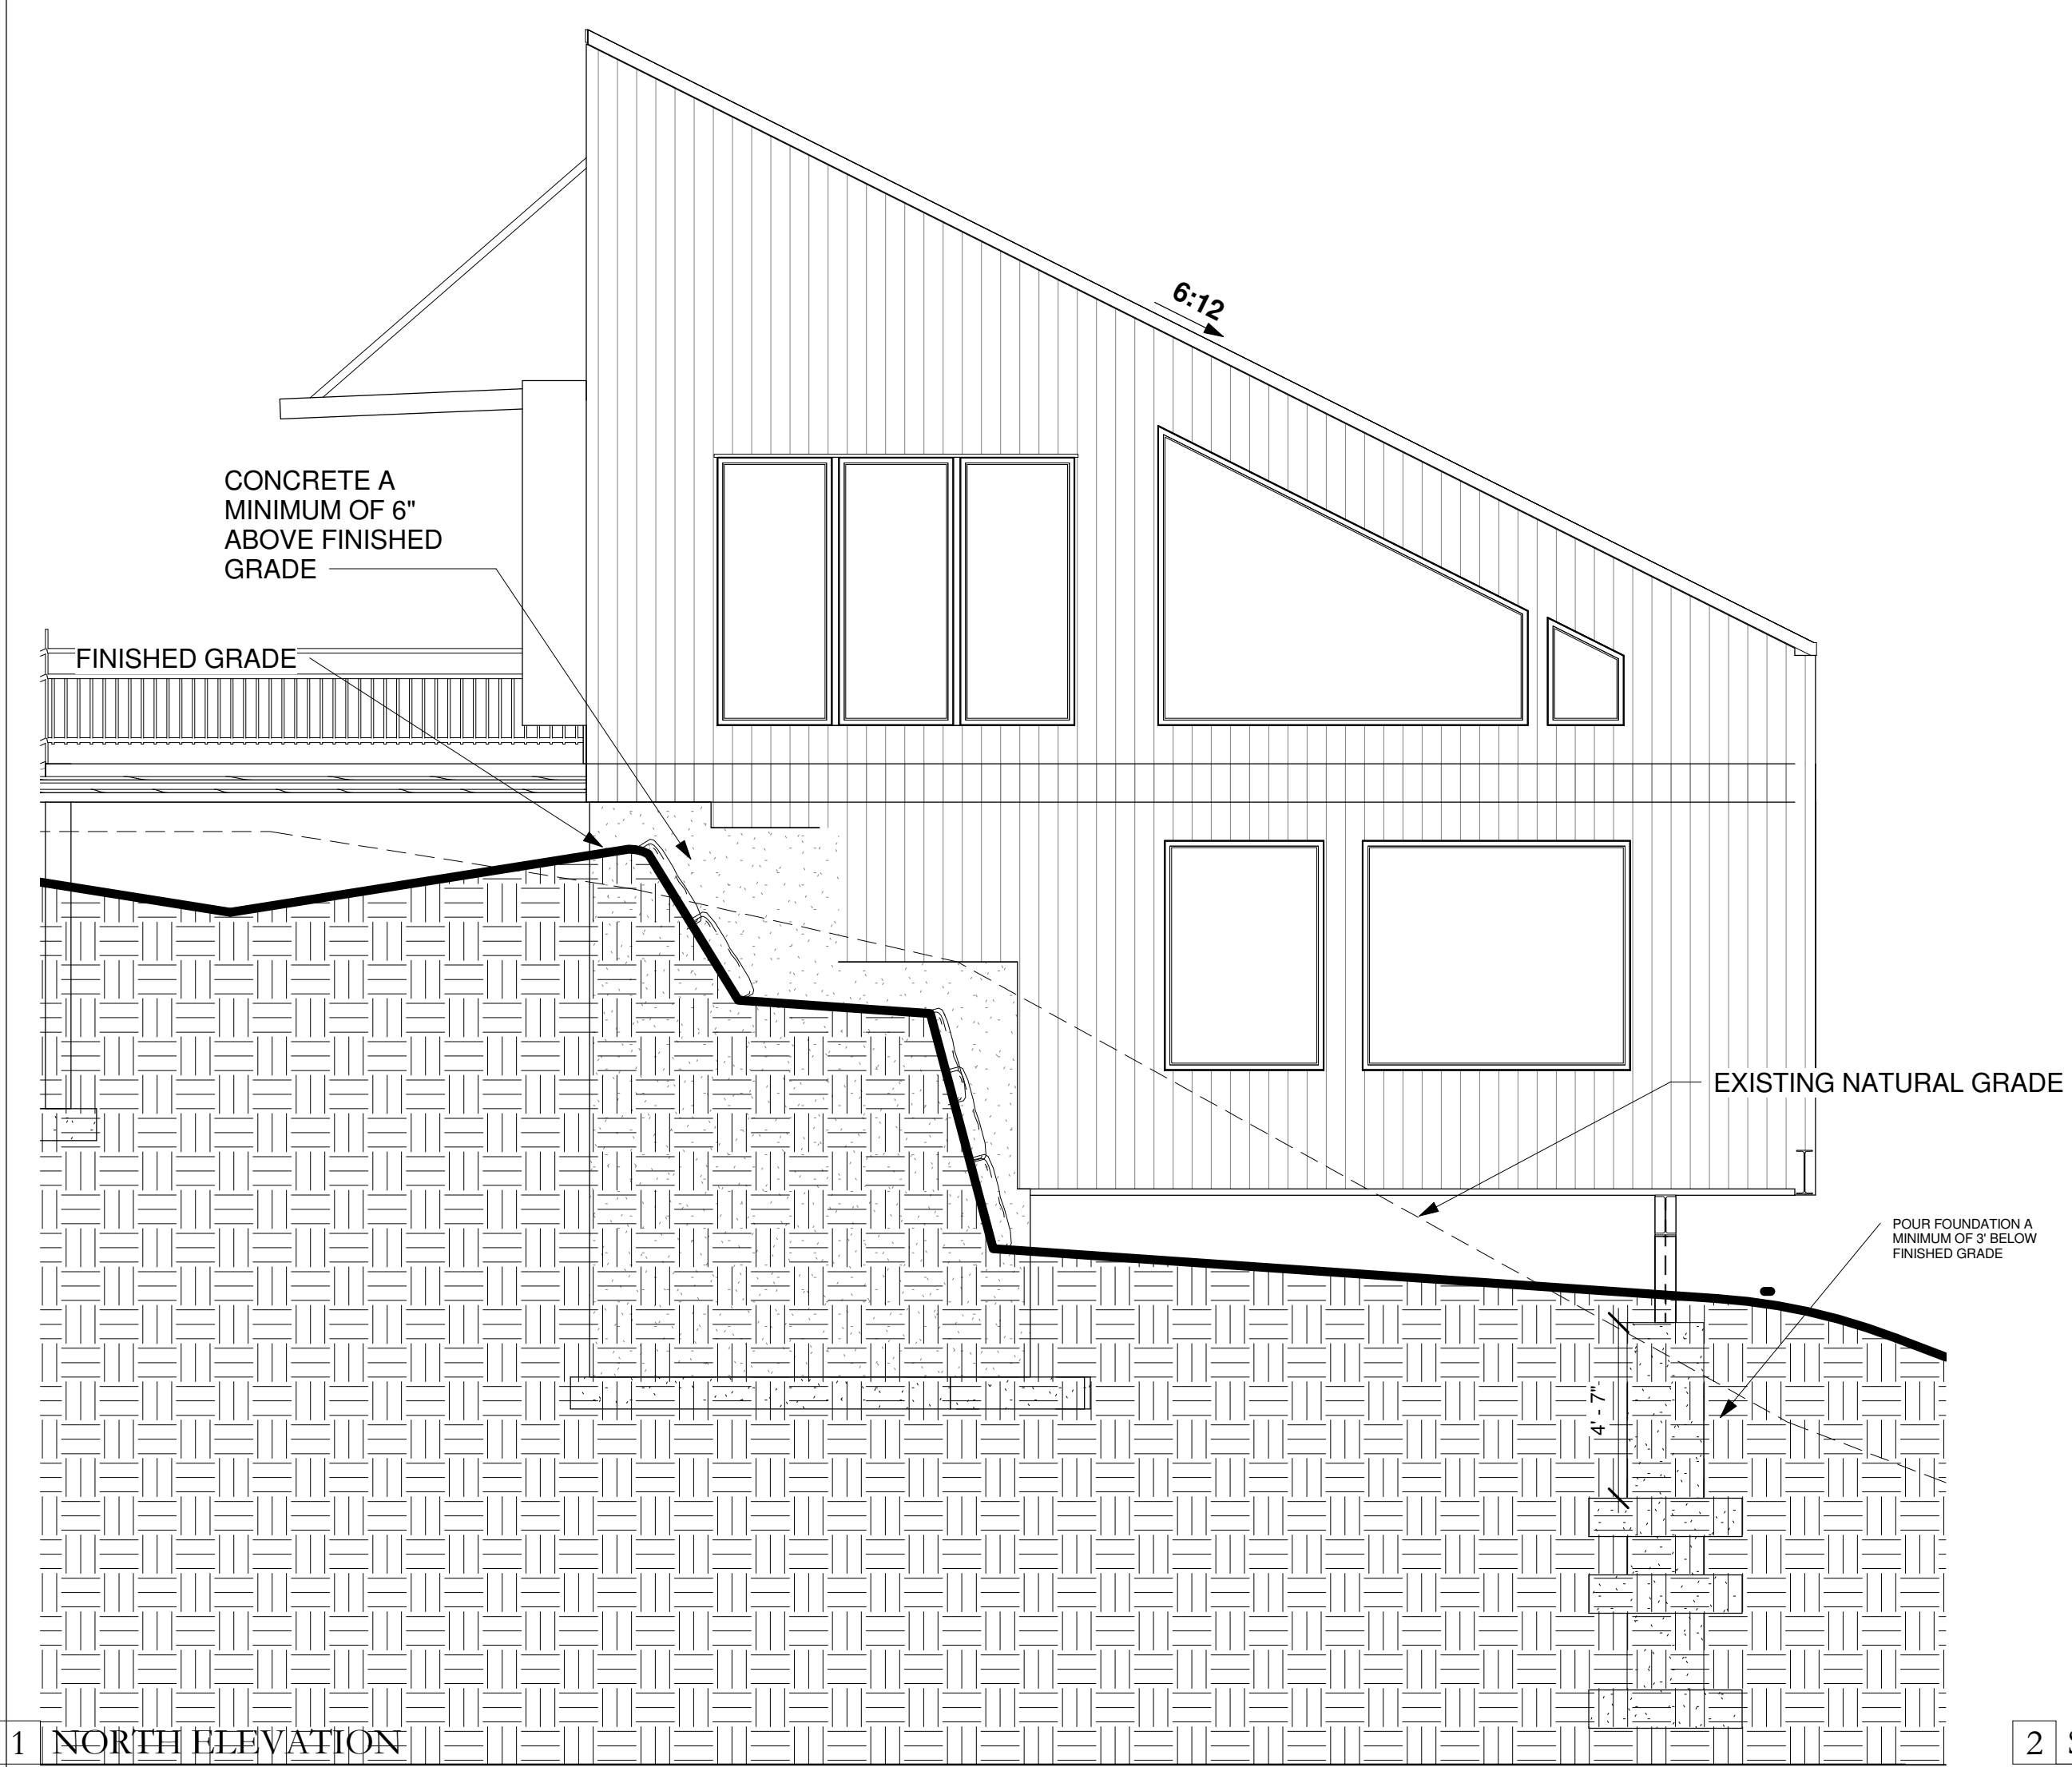 6:12
CONCRETE A
MINIMUM OF 6"
ABOVE FINISHED
GRADE
FINISHED GRADE
EXISTING NATURAL GRADE
POUR FOUNDATION A
MINIMUM OF 3' BELOW
FINISHED GRADE
4' - 7"
1 NORTH ELEVATION
2